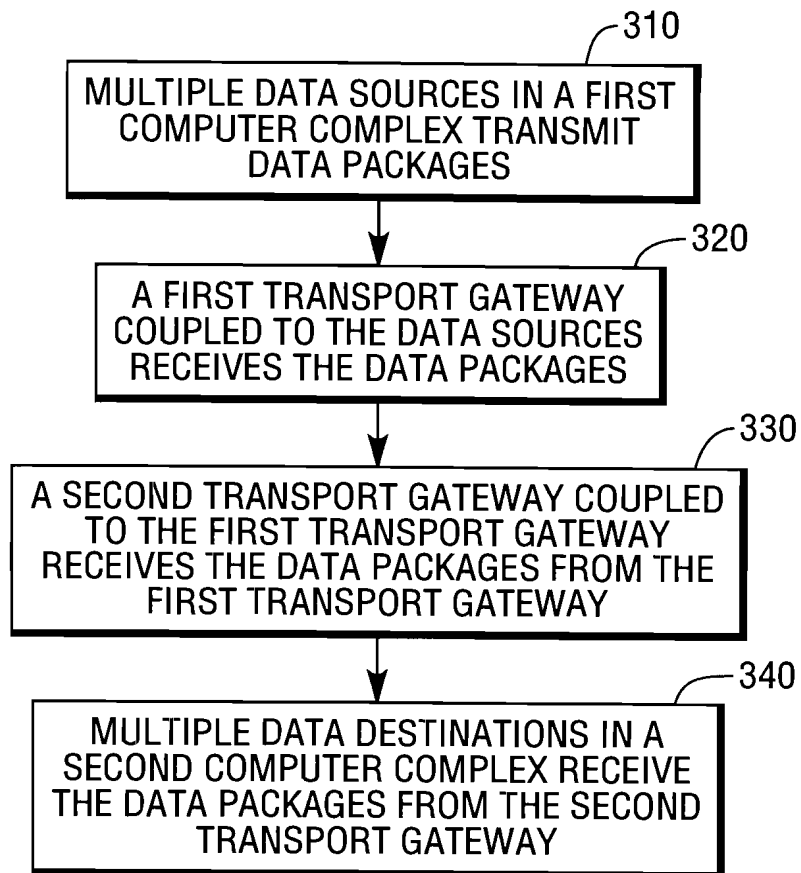 310
MULTIPLE DATA SOURCES IN A FIRST
COMPUTER COMPLEX TRANSMIT
DATA PACKAGES
320
A FIRST TRANSPORT GATEWAY
COUPLED TO THE DATA SOURCES
RECEIVES THE DATA PACKAGES
330
A SECOND TRANSPORT GATEWAY COUPLED
TO THE FIRST TRANSPORT GATEWAY
RECEIVES THE DATA PACKAGES FROM THE
FIRST TRANSPORT GATEWAY
340
MULTIPLE DATA DESTINATIONS IN A
SECOND COMPUTER COMPLEX RECEIVE
THE DATA PACKAGES FROM THE SECOND
TRANSPORT GATEWAY